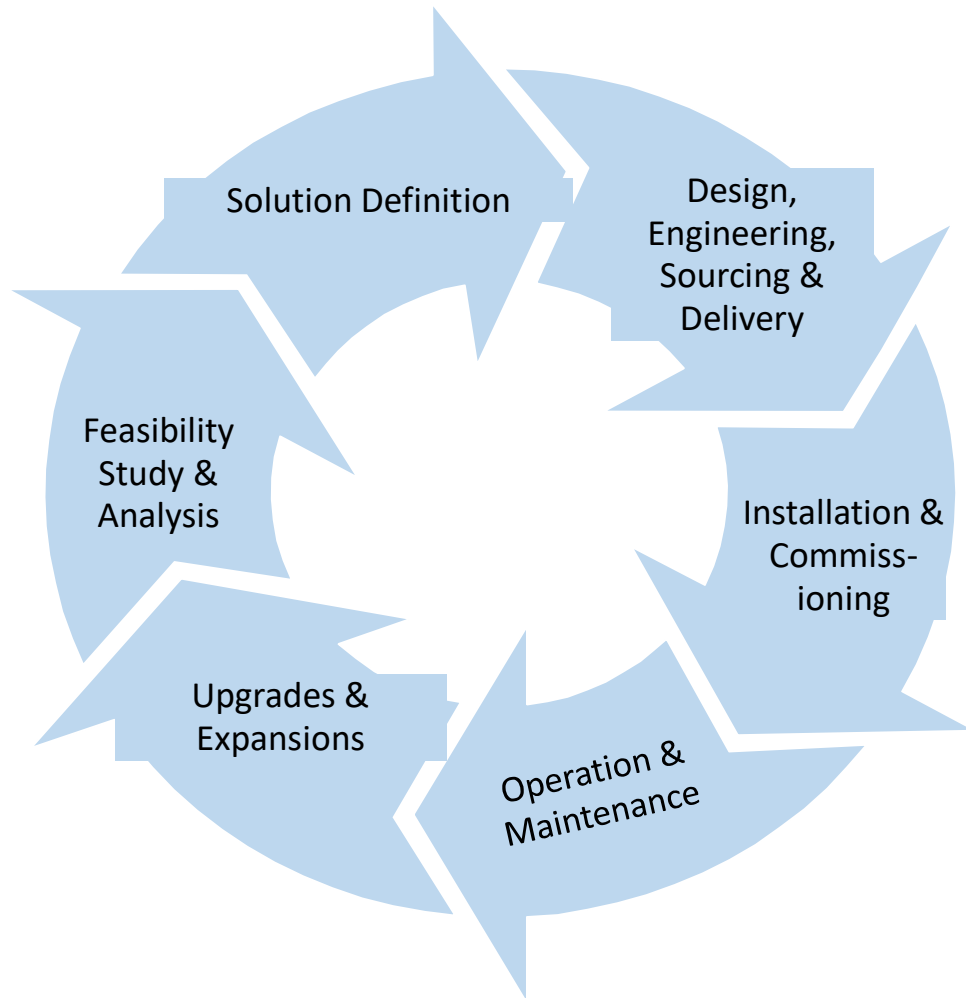 Solution Definition
Design,
Engineering,
Sourcing &
Delivery
Installation &
Commiss-
ioning
Operation &
Maintenance
Upgrades &
Expansions
Feasibility
Study &
Analysis